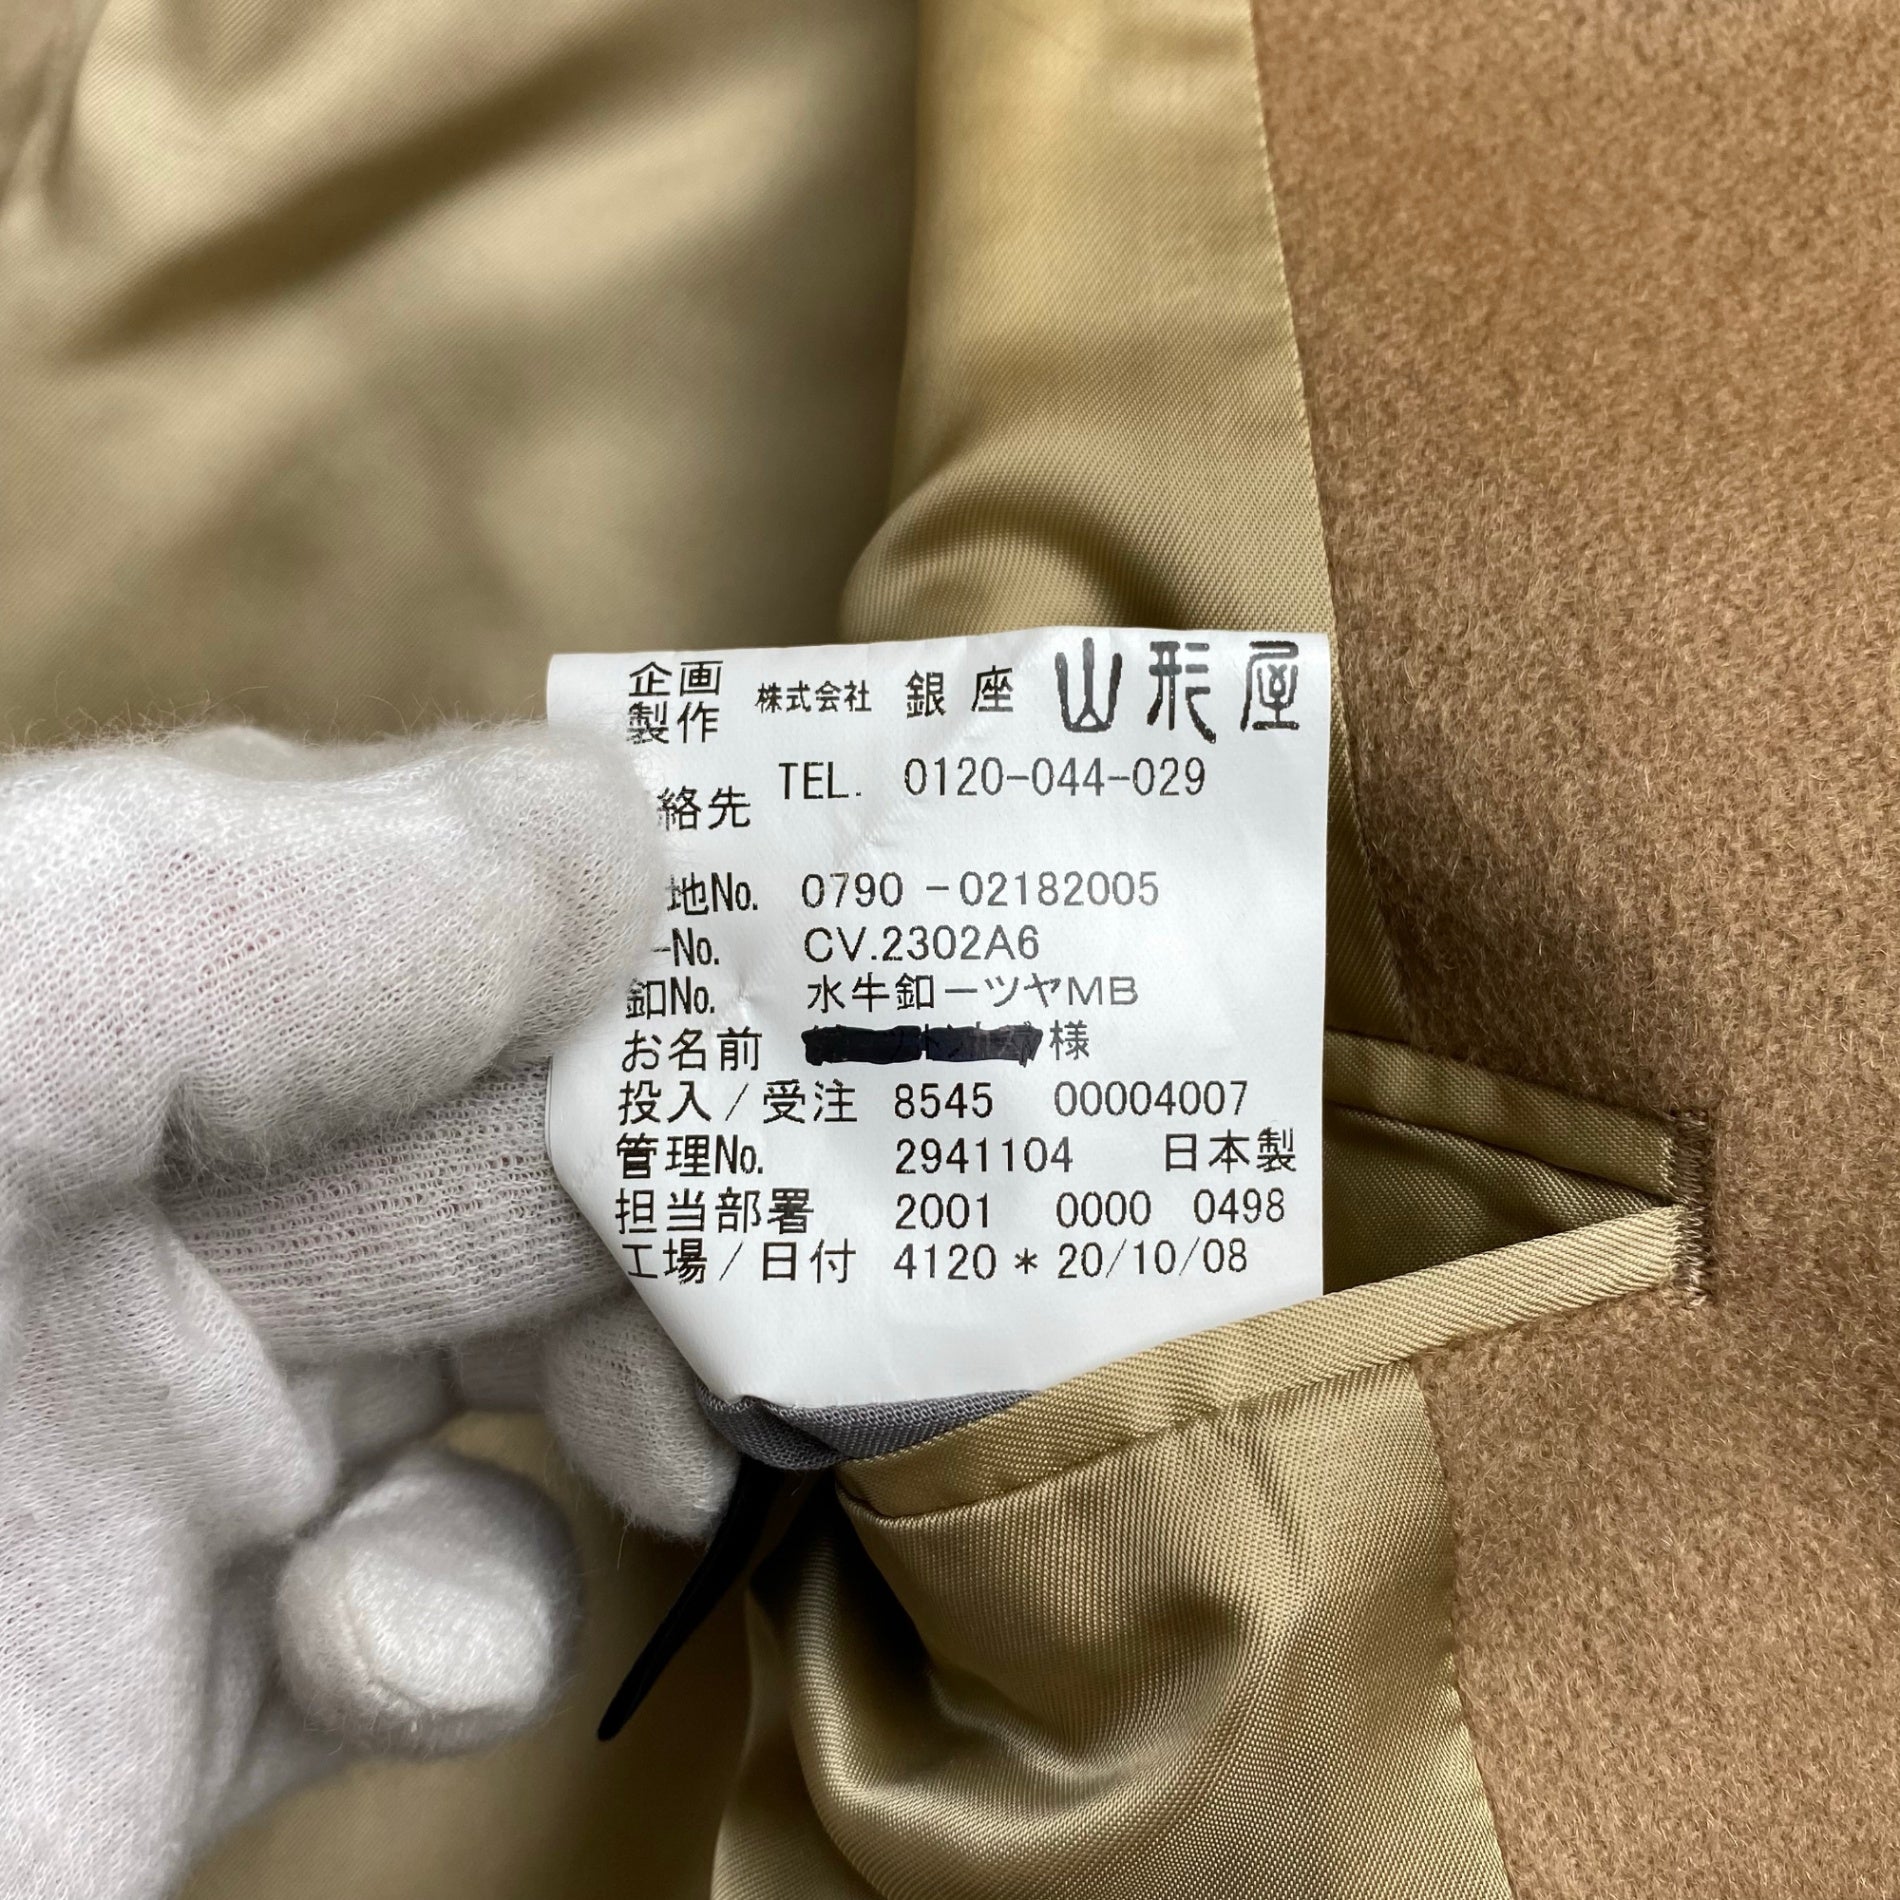 企画製作 株式会社 銀座 山形屋
絡先 TEL. 0120-044-029
地No. 0790 -02182005
ーNo. CV.2302A6
釦No. 水牛釦ーツヤMB
お名前 様
投入/受注 8545 00004007
管理No. 2941104 日本製
担当部署 2001 0000 0498
工場/日付 4120 * 20/10/08